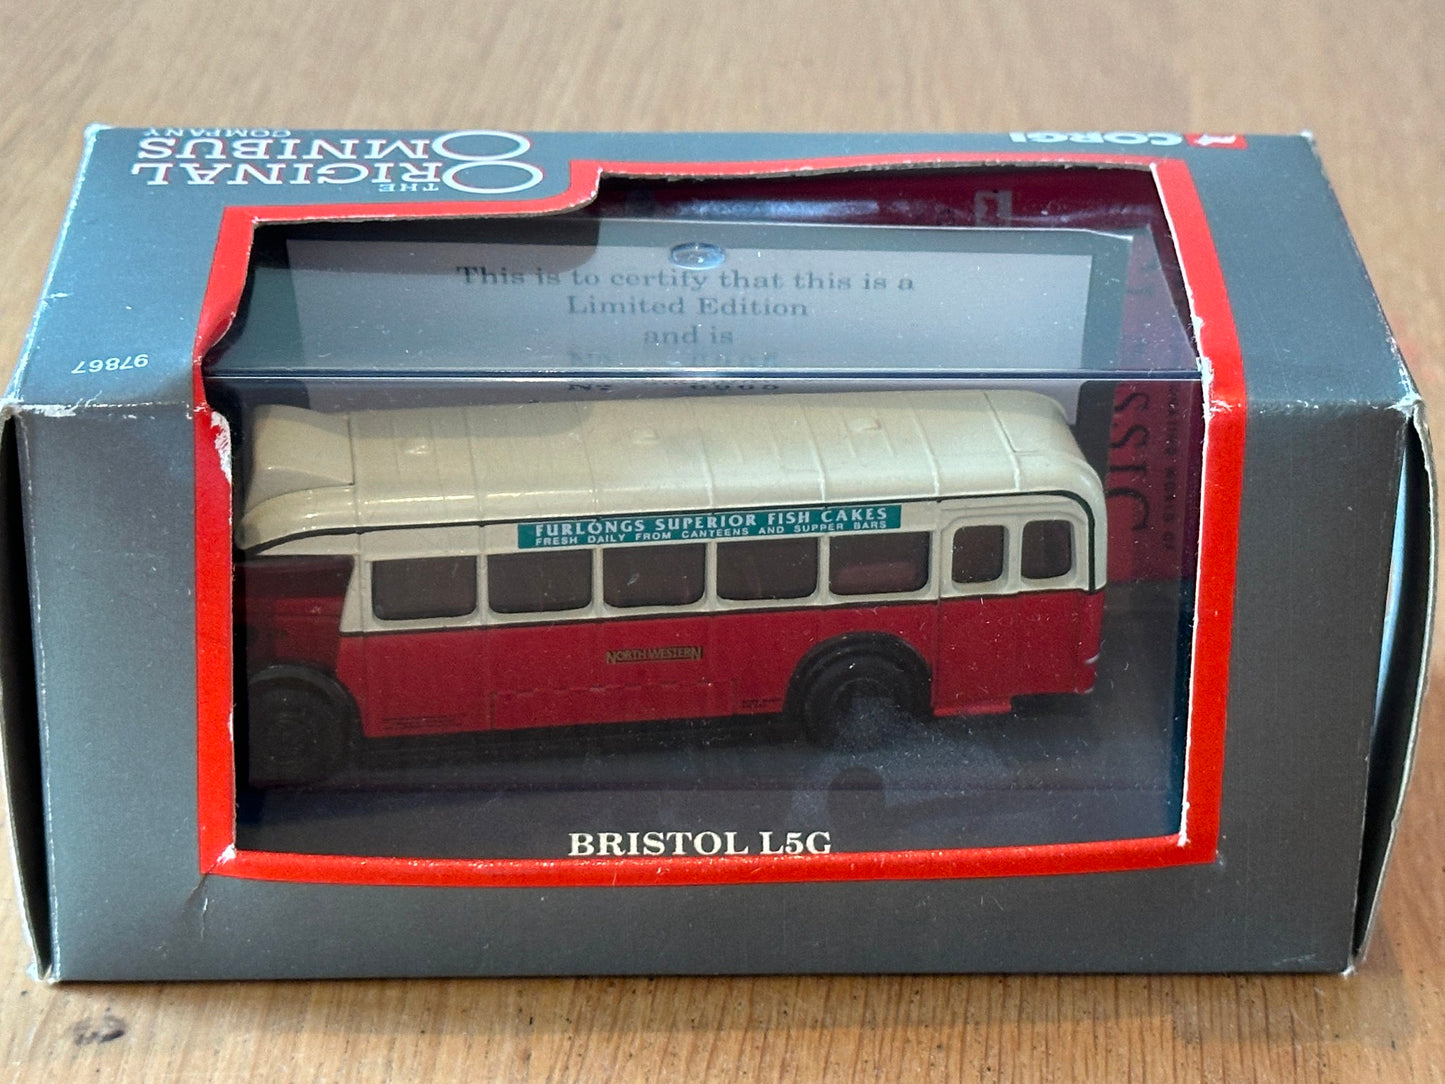 THE
ORIGINAL
OMNIBUS
COMPANY
CORGI
97867
This is to certify that this is a
Limited Edition
and is
FURLONGS SUPERIOR FISH CAKES
FRESH DAILY FROM CANTEENS AND SUPPER BARS
NORTH WESTERN
BRISTOL L5G